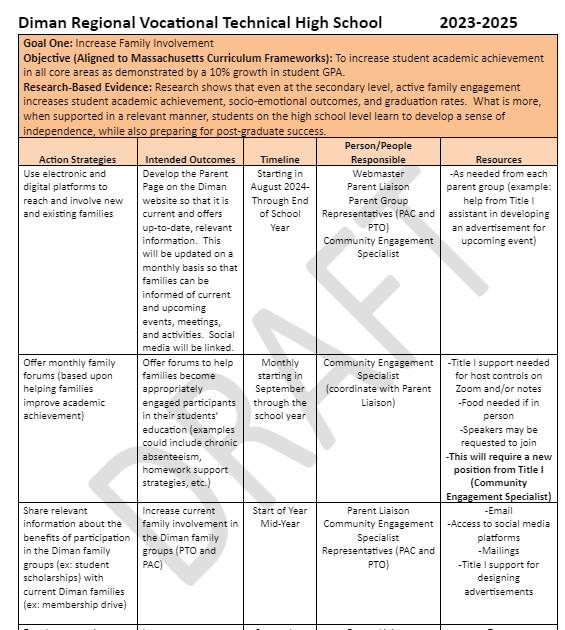 Diman Regional Vocational Technical High School 2023-2025
Goal One: Increase Family Involvement
Objective (Aligned to Massachusetts Curriculum Frameworks): To increase student academic achievement
in all core areas as demonstrated by a 10% growth in student GPA.
Research-Based Evidence: Research shows that even at the secondary level, active family engagement
increases student academic achievement, socio-emotional outcomes, and graduation rates. What is more,
when supported in a relevant manner, students on the high school level learn to develop a sense of
independence, while also preparing for post-graduate success.
Action Strategies
Intended Outcomes
Timeline
Person/People
Responsible
Resources
Use electronic and
digital platforms to
reach and involve new
and existing families
Develop the Parent
Page on the Diman
website so that it is
current and offers
up-to-date, relevant
information. This
will be updated on a
monthly basis so that
families can be
informed of current
and upcoming
events, meetings,
and activities. Social
media will be linked.
Starting in
August 2024-
Through End
of School
Year
Webmaster
Parent Liaison
Parent Group
Representatives (PAC and
PTO)
Community Engagement
Specialist
-As needed from each
parent group (example:
help from Title I
assistant in developing
an advertisement for
upcoming event)
Offer monthly family
forums (based upon
helping families
improve academic
achievement)
Offer forums to help
families become
appropriately
engaged participants
in their students'
education (examples
could include chronic
absenteeism,
homework support
strategies, etc.)
Monthly
starting in
September
through the
school year
Community Engagement
Specialist
(coordinate with Parent
Liaison)
-Title I support needed
for host controls on
Zoom and/or notes
-Food needed if in
person
-Speakers may be
requested to join
-This will require a new
position from Title I
(Community
Engagement Specialist)
Share relevant
information about the
benefits of participation
in the Diman family
groups (ex: student
scholarships) with
current Diman families
(ex: membership drive)
Increase current
family involvement in
the Diman family
groups (PTO and
PAC)
Start of Year
Mid-Year
Parent Liaison
Community Engagement
Specialist
Representatives (PAC and
PTO)
-Email
-Access to social media
platforms
-Mailings
-Title I support for
designing
advertisements
DRAFT